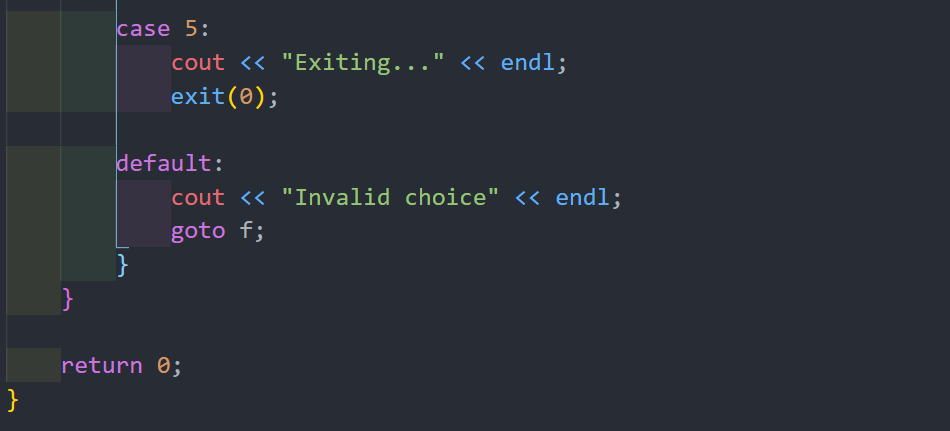 case 5:
cout << "Exiting..." << endl;
exit(0);
default:
cout << "Invalid choice" << endl;
goto f;
}
}
return 0;
}